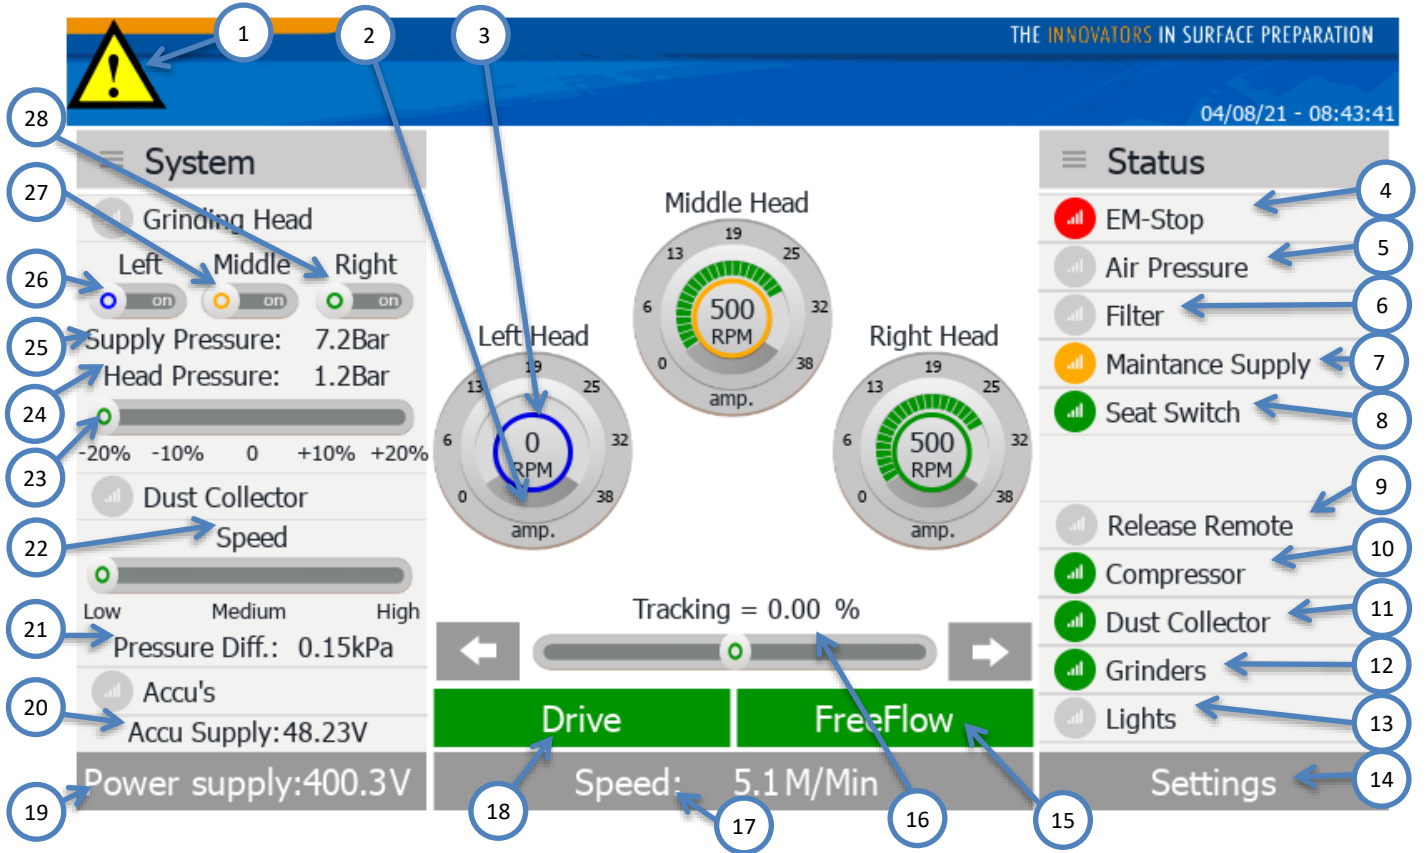 1
2
3
THE INNOVATORS IN SURFACE PREPARATION
04/08/21 - 08:43:41
28
System
27
Grinding Head
Left Middle Right
26
on on on
25
Supply Pressure: 7.2Bar
24
Head Pressure: 1.2Bar
23
-20% -10% 0 +10% +20%
Dust Collector
22
Speed
Low Medium High
21
Pressure Diff.: 0.15kPa
Accu's
20
Accu Supply:48.23V
19
Power supply:400.3V
Middle Head
0 6 13 19 25 32 38
500
RPM
amp.
Left Head
0 6 13 19 25 32 38
0
RPM
amp.
Right Head
0 6 13 19 25 32 38
500
RPM
amp.
Tracking = 0.00 %
Drive
FreeFlow
Speed: 5.1M/Min
18
17
16
15
Status
4
EM-Stop
5
Air Pressure
6
Filter
7
Maintance Supply
8
Seat Switch
9
Release Remote
10
Compressor
11
Dust Collector
12
Grinders
13
Lights
14
Settings